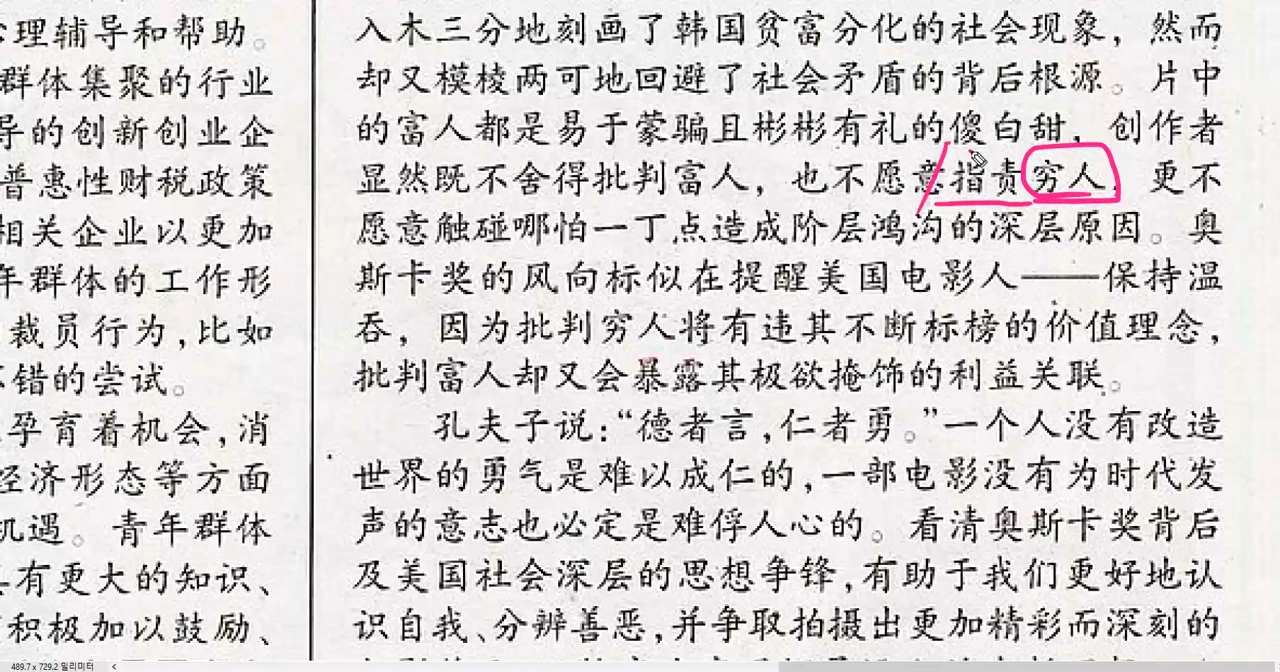 理辅导和帮助。
群体集聚的行业
导的创新创业企
普惠性财税政策
相关企业以更加
年群体的工作形
裁员行为,比如
错的尝试。
孕育着机会,消
经济形态等方面
机遇。青年群体
具有更大的知识、
积极加以鼓励、
入木三分地刻画了韩国贫富分化的社会现象，然而
却又模棱两可地回避了社会矛盾的背后根源。片中
的富人都是易于蒙骗且彬彬有礼的傻白甜，创作者
显然既不舍得批判富人，也不愿意指责穷人，更不
愿意触碰哪怕一丁点造成阶层鸿沟的深层原因。奥
斯卡奖的风向标似在提醒美国电影人——保持温
吞，因为批判穷人将有违其不断标榜的价值理念，
批判富人却又会暴露其极欲掩饰的利益关联。
孔夫子说：“德者言,仁者勇。”一个人没有改造
世界的勇气是难以成仁的,一部电影没有为时代发
声的意志也必定是难俘人心的。看清奥斯卡奖背后
及美国社会深层的思想争锋,有助于我们更好地认
识自我、分辨善恶,并争取拍摄出更加精彩而深刻的
489.7 x 729.2 밀리미터